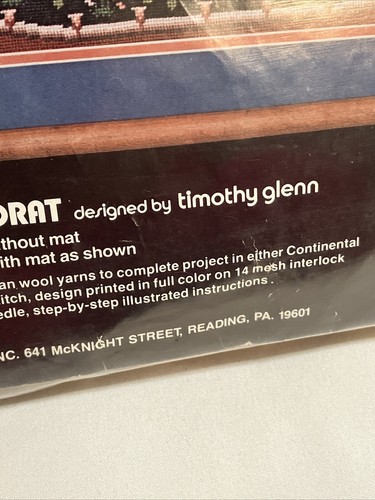 ORAT designed by timothy glenn
thout mat
ith mat as shown
an wool yarns to complete project in either Continental
itch, design printed in full color on 14 mesh interlock
edle, step-by-step illustrated instructions.
NC. 641 McKNIGHT STREET, READING, PA. 19601